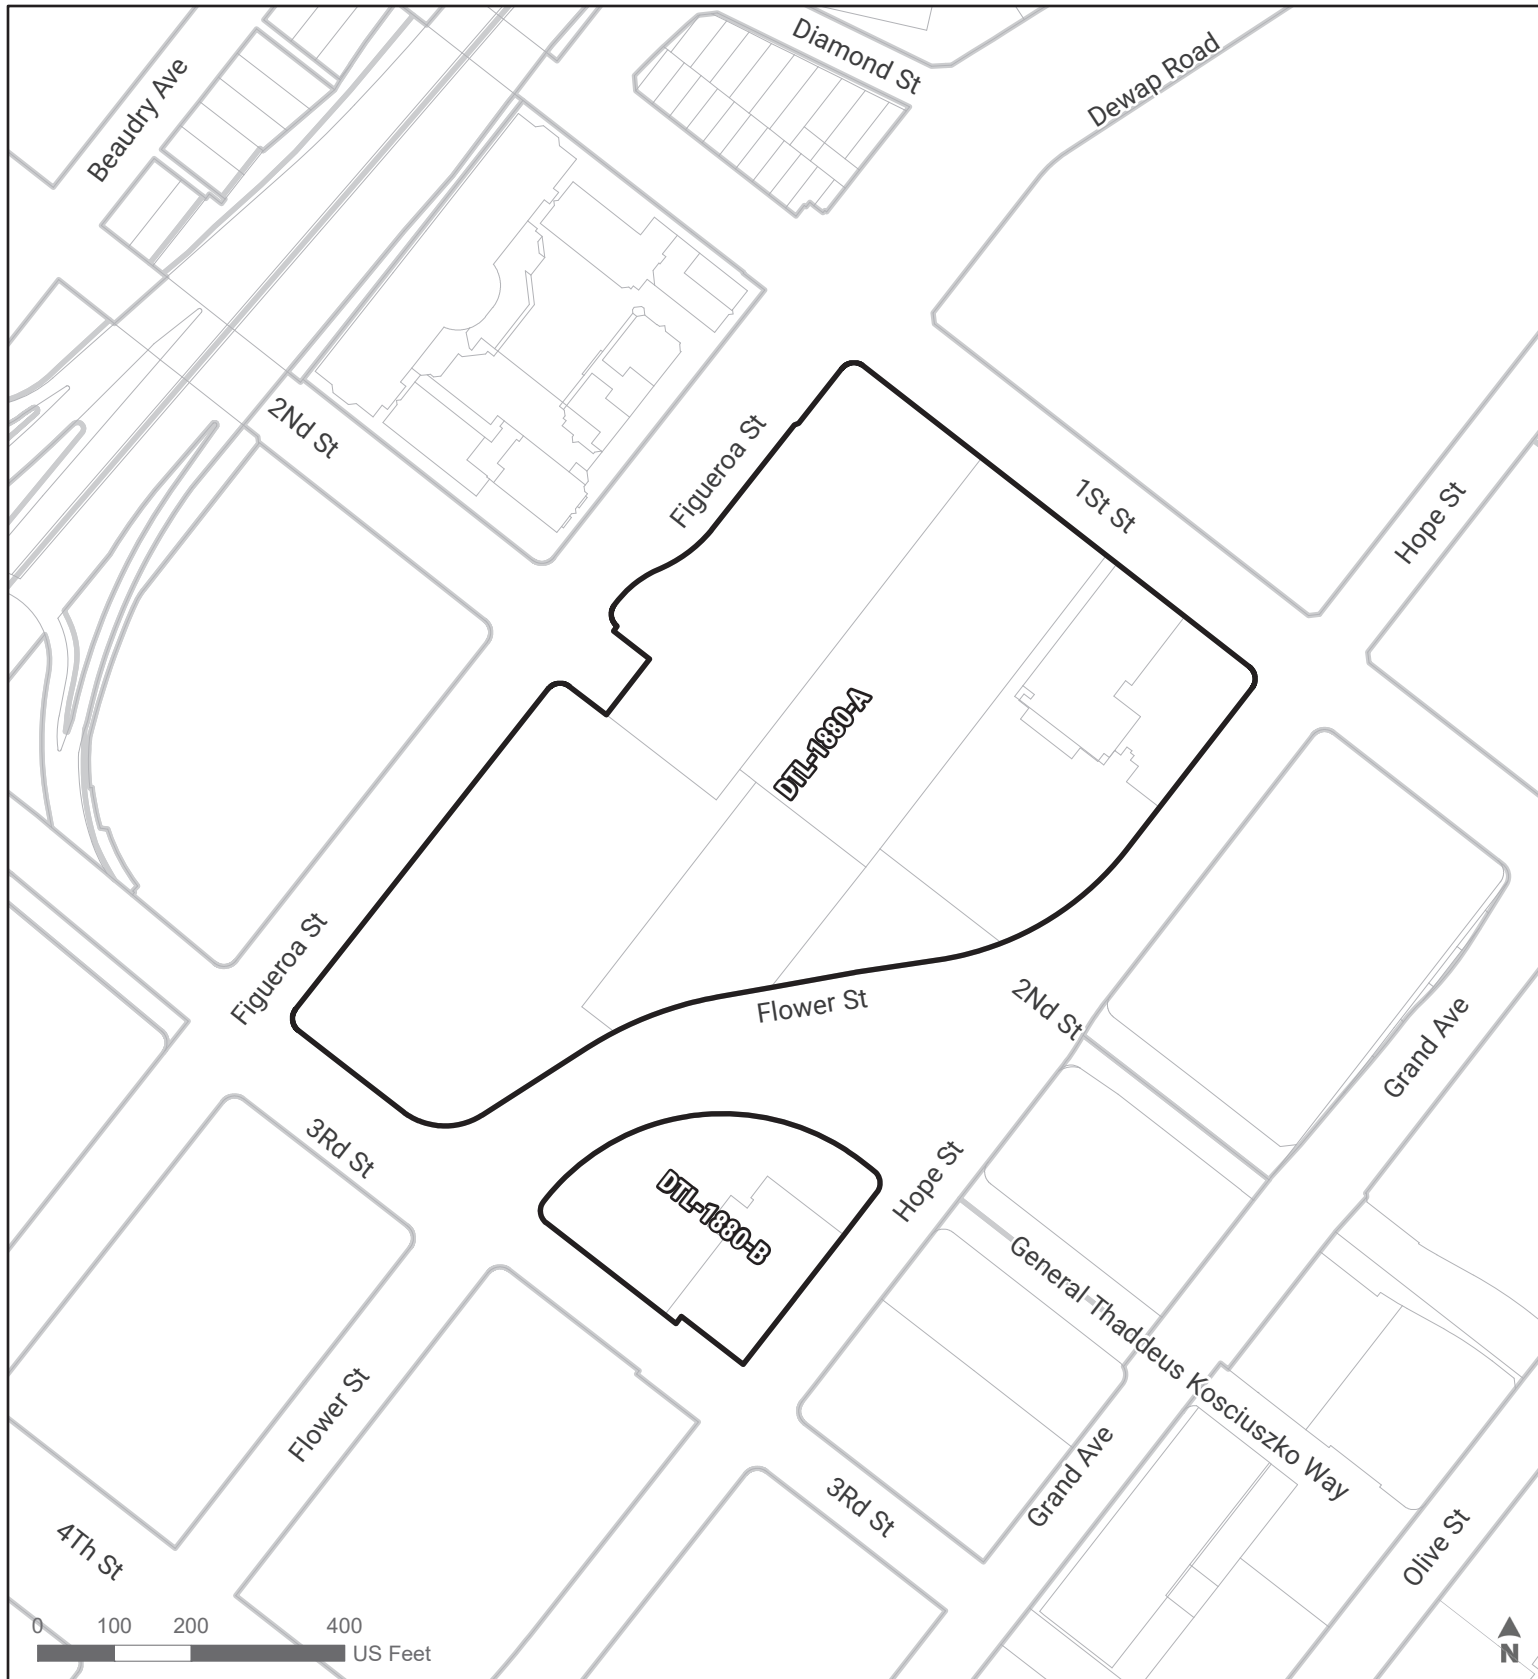 Diamond St
Dewap Road
Beaudry Ave
2Nd St
Figueroa St
1St St
Hope St
DTL-1880-A
Figueroa St
Flower St
2Nd St
Grand Ave
3Rd St
DTL-1880-B
Hope St
General Thaddeus Kosciuszko Way
Flower St
Grand Ave
3Rd St
Olive St
4Th St
0 100 200 400
US Feet
N